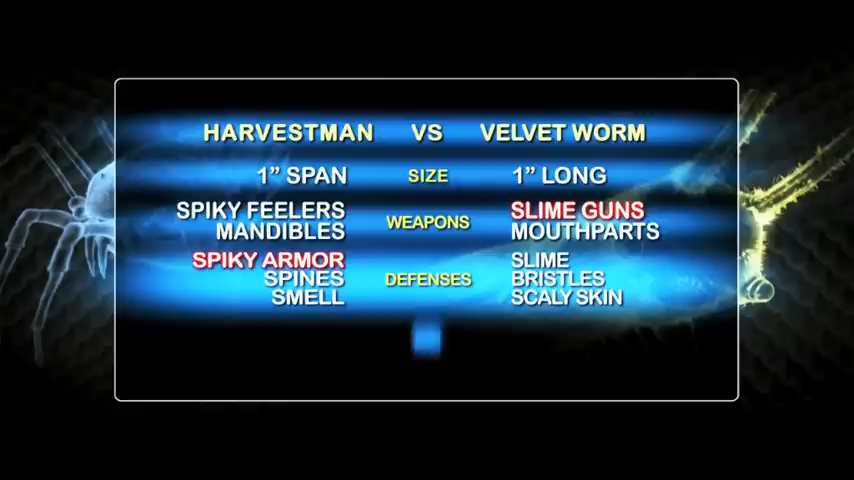 HARVESTMAN VS VELVET WORM
1” SPAN SIZE 1” LONG
SPIKY FEELERS WEAPONS SLIME GUNS
MANDIBLES MOUTHPARTS
SPIKY ARMOR SLIME
SPINES DEFENSES BRISTLES
SMELL SCALY SKIN